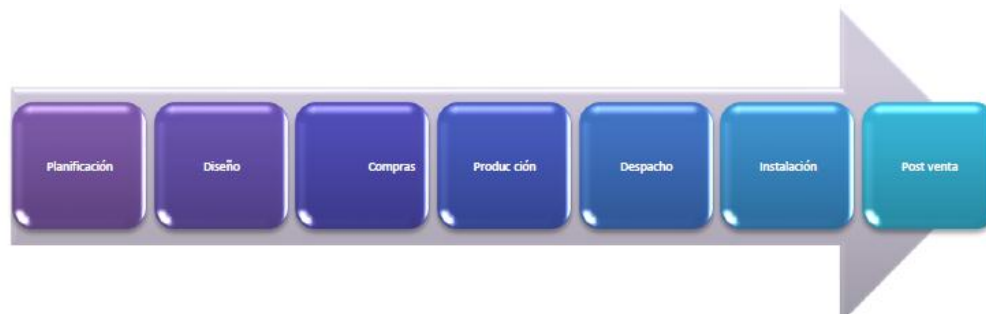 Planificación
Diseño
Compras
Produc ción
Despacho
Instalación
Post venta